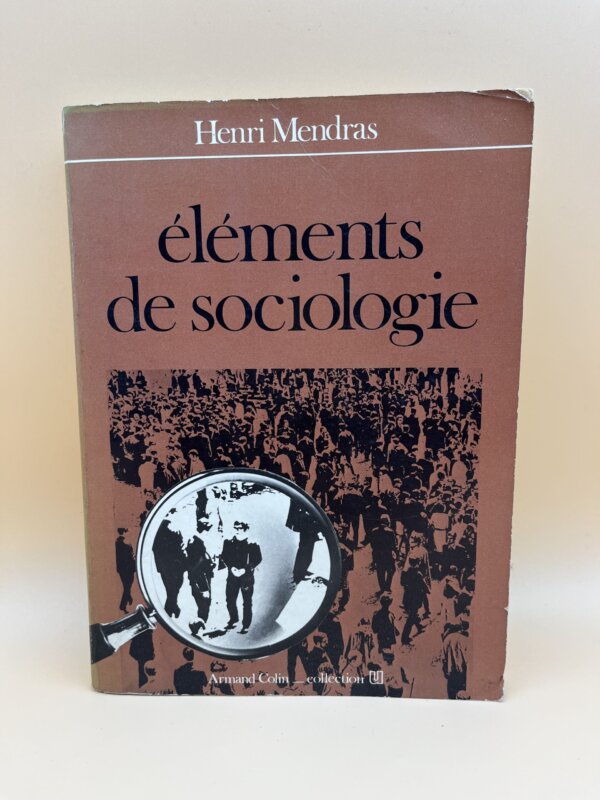 Henri Mendras
éléments
de sociologie
Armand Colin _ collection U